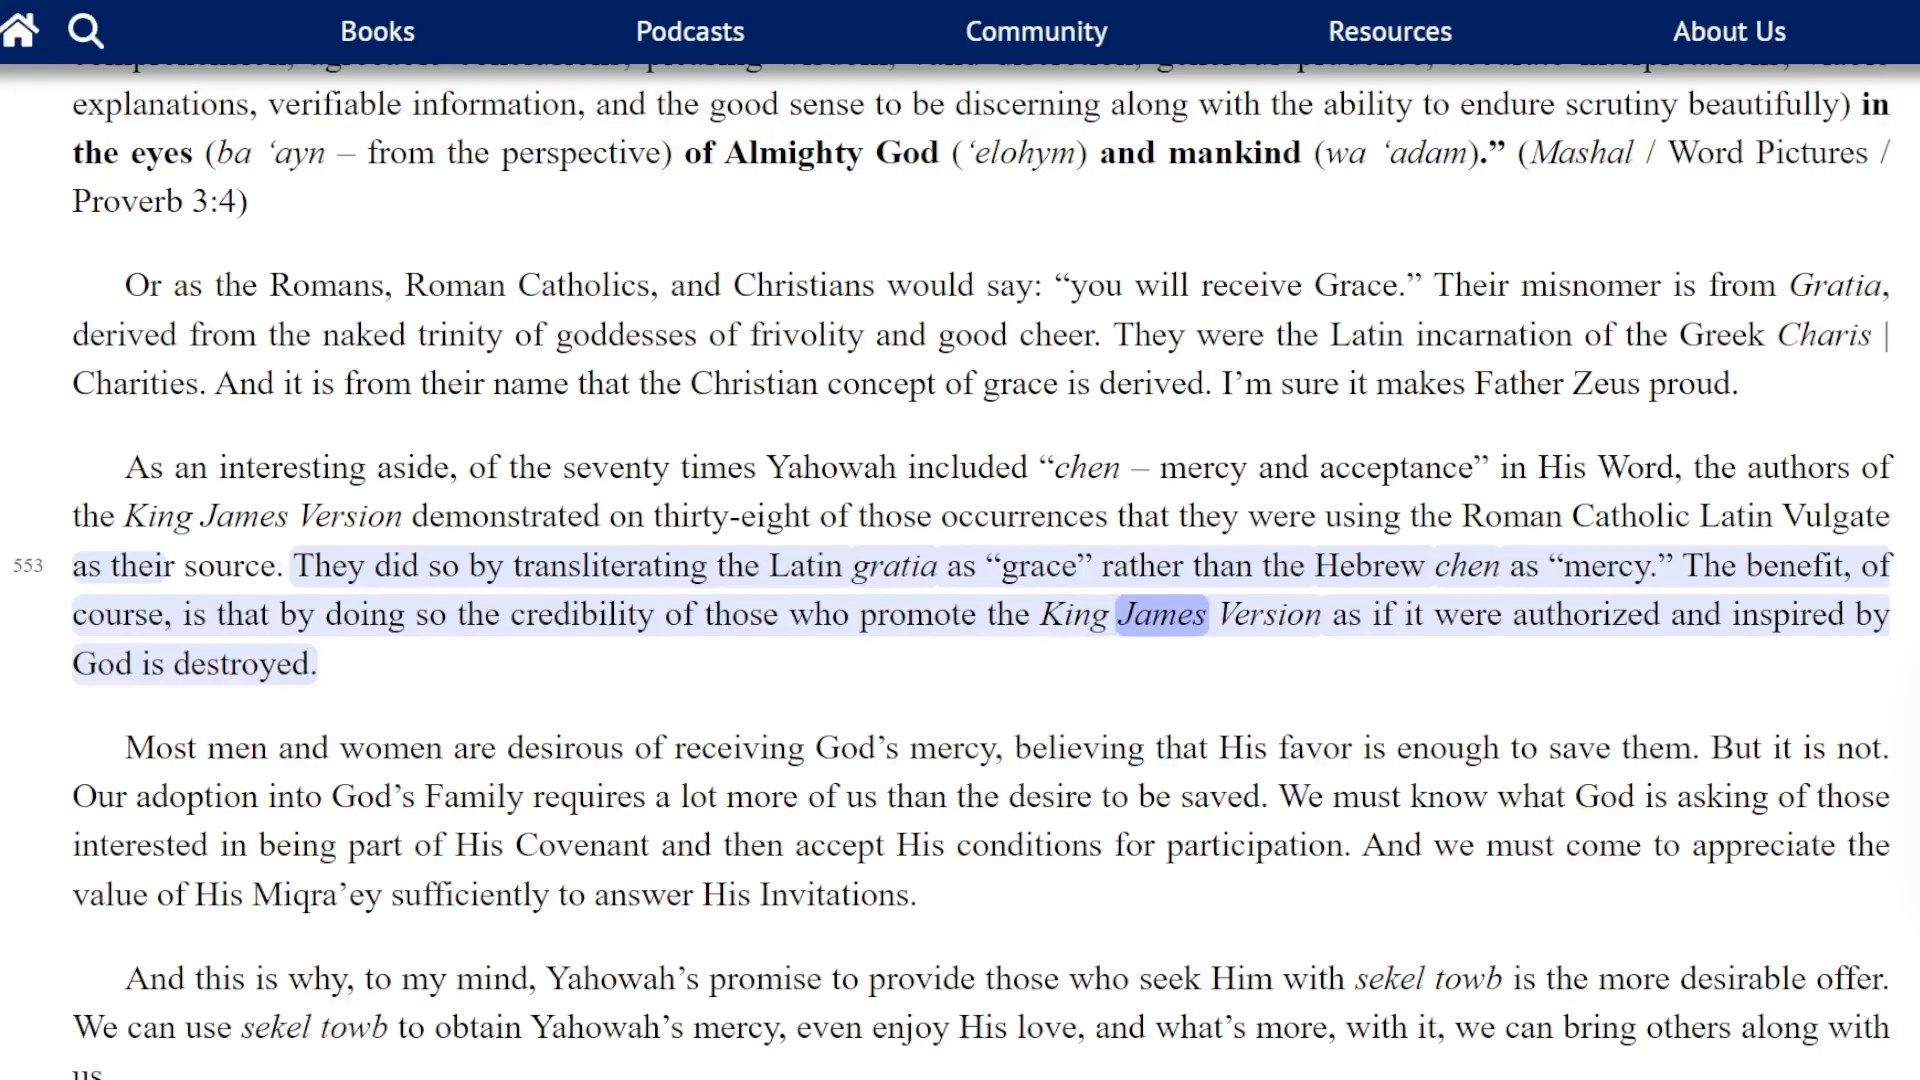 Books Podcasts Community Resources About Us
explanations, verifiable information, and the good sense to be discerning along with the ability to endure scrutiny beautifully) in
the eyes (ba ‘ayn – from the perspective) of Almighty God (‘elohym) and mankind (wa ‘adam).” (Mashal / Word Pictures /
Proverb 3:4)
Or as the Romans, Roman Catholics, and Christians would say: “you will receive Grace.” Their misnomer is from Gratia,
derived from the naked trinity of goddesses of frivolity and good cheer. They were the Latin incarnation of the Greek Charis |
Charities. And it is from their name that the Christian concept of grace is derived. I’m sure it makes Father Zeus proud.
As an interesting aside, of the seventy times Yahowah included “chen – mercy and acceptance” in His Word, the authors of
the King James Version demonstrated on thirty-eight of those occurrences that they were using the Roman Catholic Latin Vulgate
553 as their source. They did so by transliterating the Latin gratia as “grace” rather than the Hebrew chen as “mercy.” The benefit, of
course, is that by doing so the credibility of those who promote the King James Version as if it were authorized and inspired by
God is destroyed.
Most men and women are desirous of receiving God’s mercy, believing that His favor is enough to save them. But it is not.
Our adoption into God’s Family requires a lot more of us than the desire to be saved. We must know what God is asking of those
interested in being part of His Covenant and then accept His conditions for participation. And we must come to appreciate the
value of His Miqra’ey sufficiently to answer His Invitations.
And this is why, to my mind, Yahowah’s promise to provide those who seek Him with sekel towb is the more desirable offer.
We can use sekel towb to obtain Yahowah’s mercy, even enjoy His love, and what’s more, with it, we can bring others along with
us